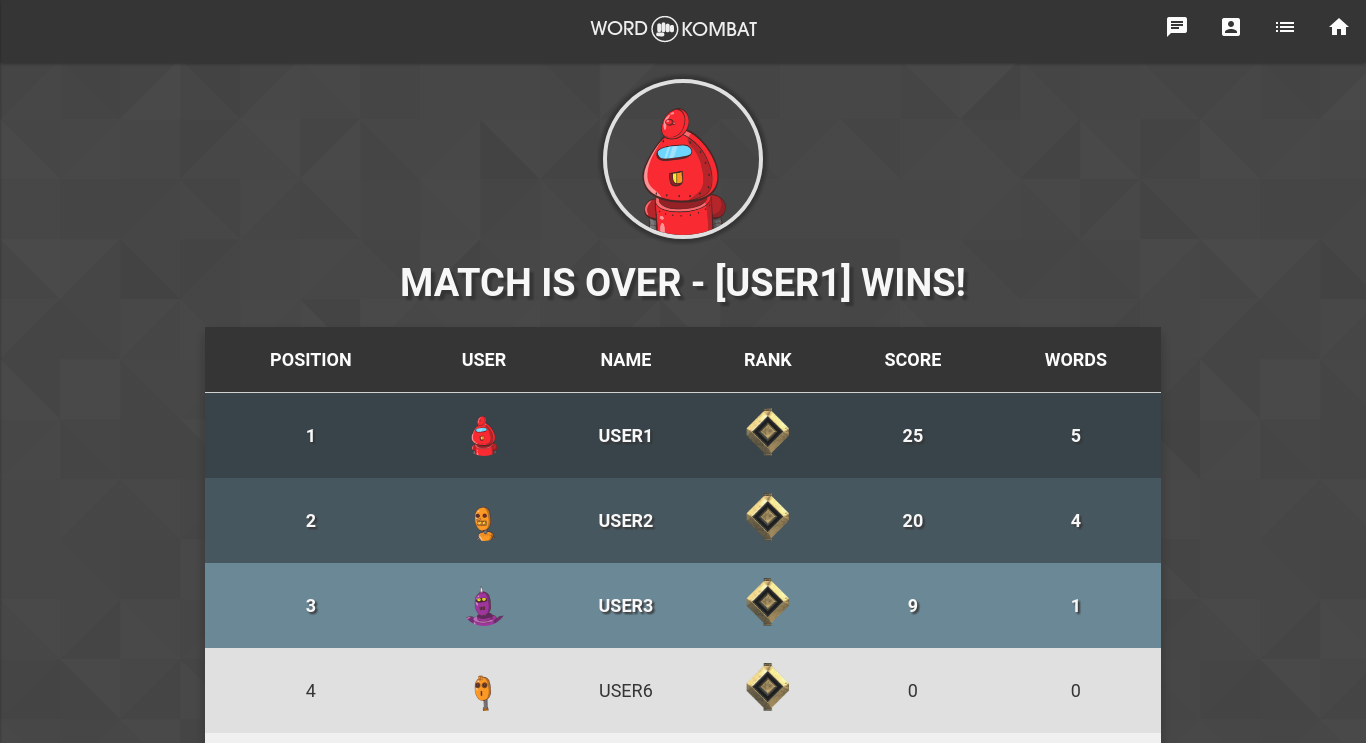 WORD KOMBAT
MATCH IS OVER - [USER1] WINS!
POSITION USER NAME RANK SCORE WORDS
1 USER1 25 5
2 USER2 20 4
3 USER3 9 1
4 USER6 0 0